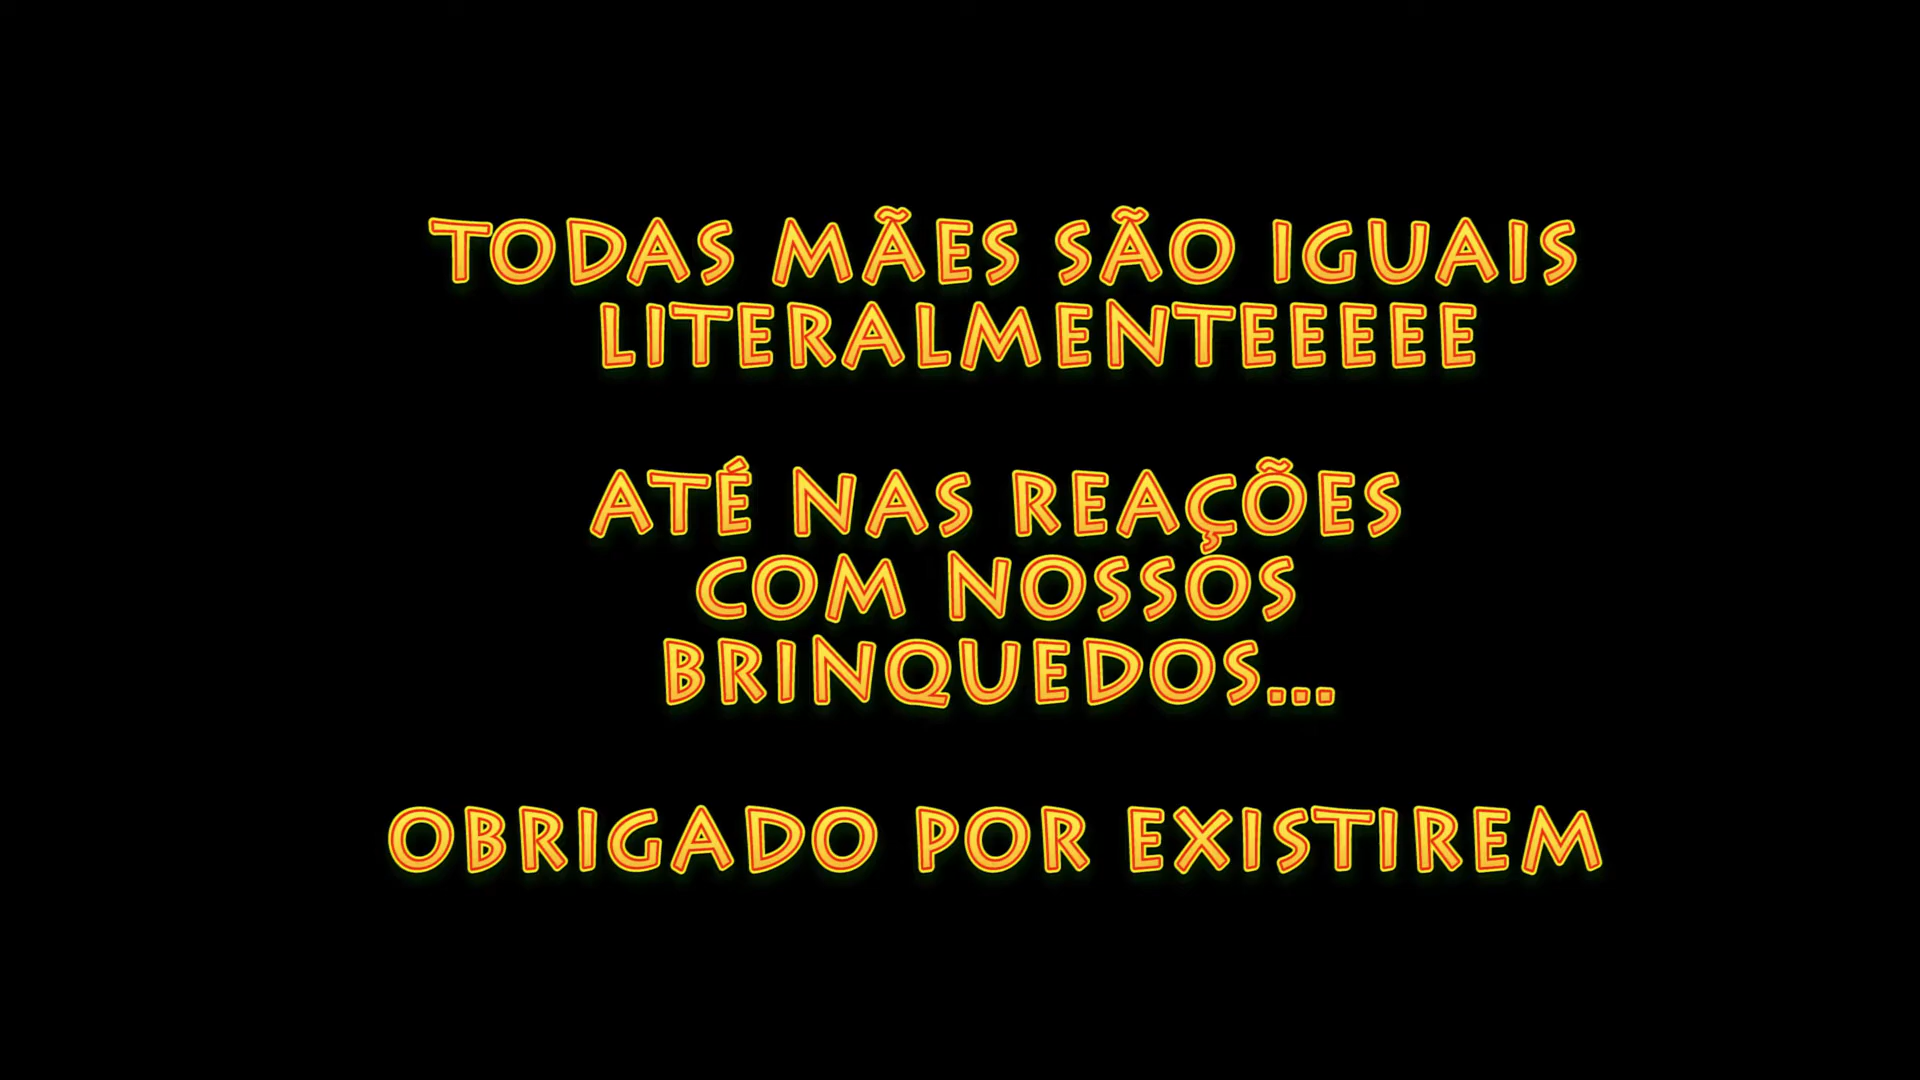 TODAS MÃES SÃO IGUAIS
LITERALMENTEEEEE
ATÉ NAS REAÇÕES
COM NOSSOS
BRINQUEDOS...
OBRIGADO POR EXISTIREM